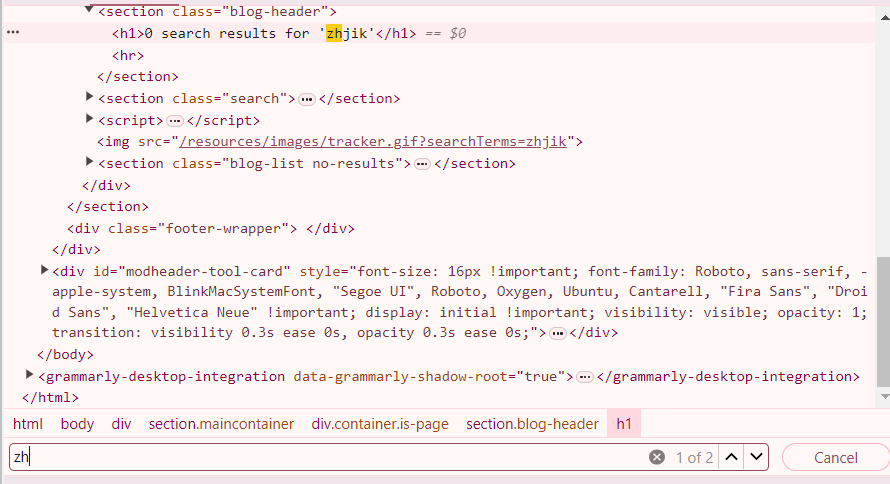 <section class="blog-header">
<h1>0 search results for 'zhjik'</h1> == $0
<hr>
</section>
<section class="search"> … </section>
<script> … </script>
<img src="/resources/images/tracker.gif?searchTerms=zhjik">
<section class="blog-list no-results"> … </section>
</div>
</section>
<div class="footer-wrapper"> </div>
</div>
<div id="modheader-tool-card" style="font-size: 16px !important; font-family: Roboto, sans-serif, -
apple-system, BlinkMacSystemFont, "Segoe UI", Roboto, Oxygen, Ubuntu, Cantarell, "Fira Sans", "Droi
d Sans", "Helvetica Neue" !important; display: initial !important; visibility: visible; opacity: 1;
transition: visibility 0.3s ease 0s, opacity 0.3s ease 0s;"> … </div>
</body>
<grammarly-desktop-integration data-grammarly-shadow-root="true"> … </grammarly-desktop-integration>
</html>
html body div section.maincontainer div.container.is-page section.blog-header h1
zh 1 of 2 Cancel